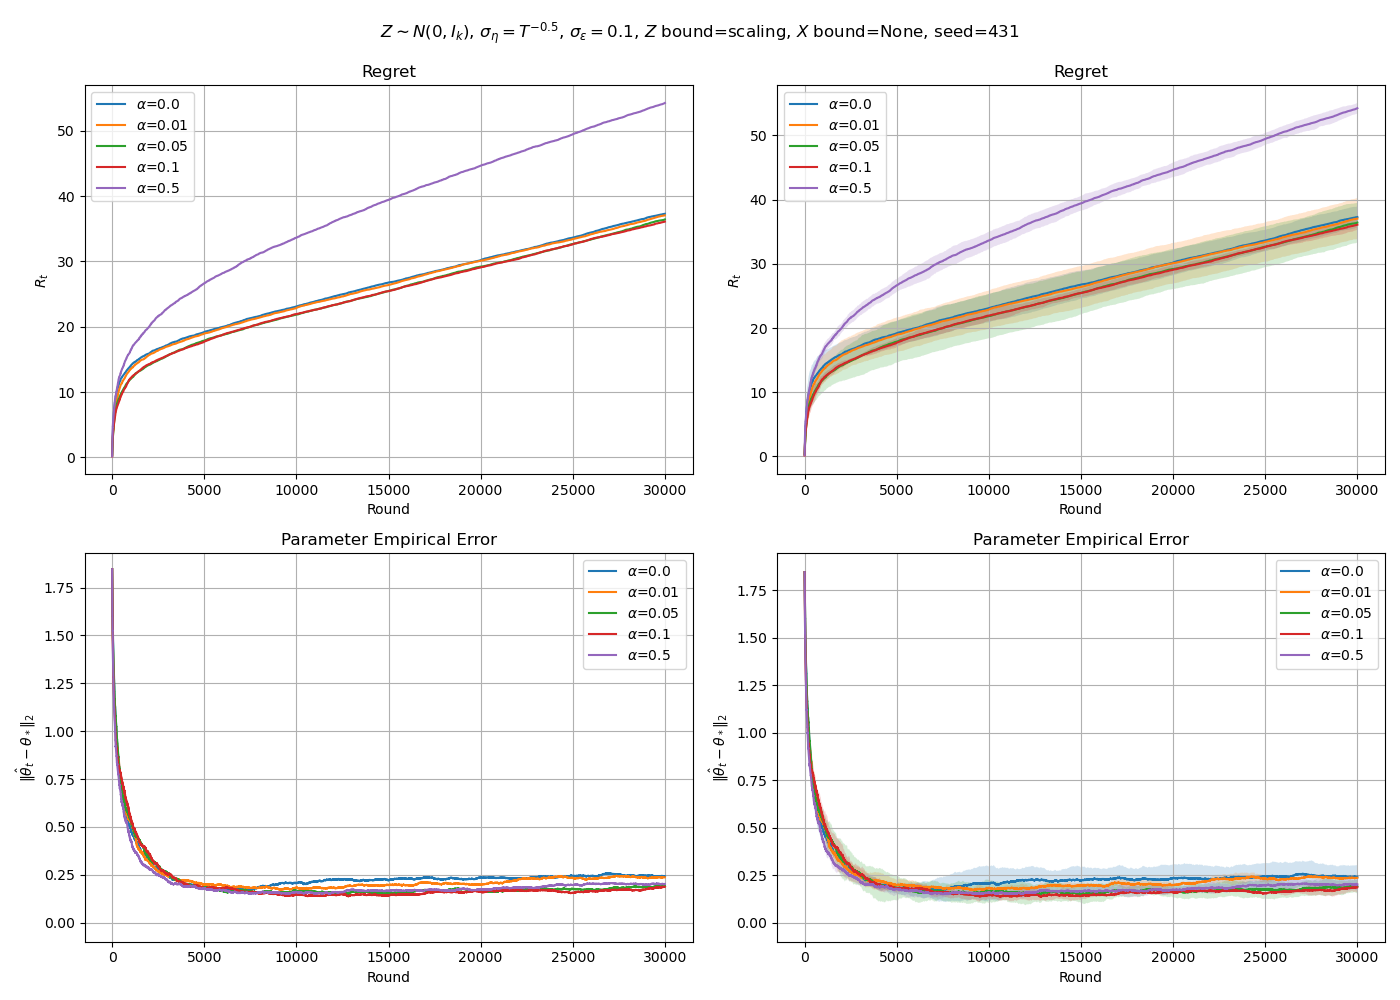 Z ∼ N(0, I_k), σ_η = T^{−0.5}, σ_ε = 0.1, Z bound=scaling, X bound=None, seed=431
Regret
R_t
50
40
30
20
10
0
α=0.0
α=0.01
α=0.05
α=0.1
α=0.5
0 5000 10000 15000 20000 25000 30000
Round
Regret
R_t
50
40
30
20
10
0
α=0.0
α=0.01
α=0.05
α=0.1
α=0.5
0 5000 10000 15000 20000 25000 30000
Round
Parameter Empirical Error
‖θ̂_t − θ_*‖_2
1.75
1.50
1.25
1.00
0.75
0.50
0.25
0.00
α=0.0
α=0.01
α=0.05
α=0.1
α=0.5
0 5000 10000 15000 20000 25000 30000
Round
Parameter Empirical Error
‖θ̂_t − θ_*‖_2
1.75
1.50
1.25
1.00
0.75
0.50
0.25
0.00
α=0.0
α=0.01
α=0.05
α=0.1
α=0.5
0 5000 10000 15000 20000 25000 30000
Round